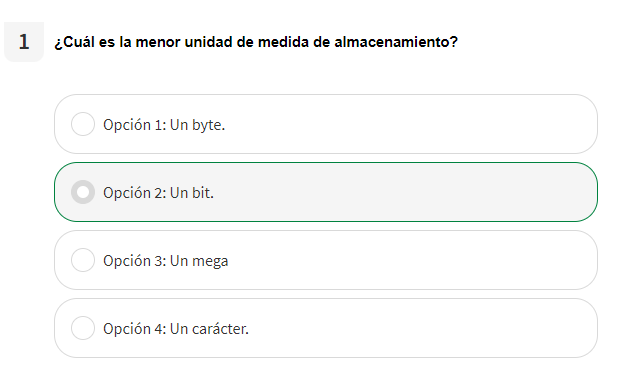 1
¿Cuál es la menor unidad de medida de almacenamiento?
Opción 1: Un byte.
Opción 2: Un bit.
Opción 3: Un mega
Opción 4: Un carácter.